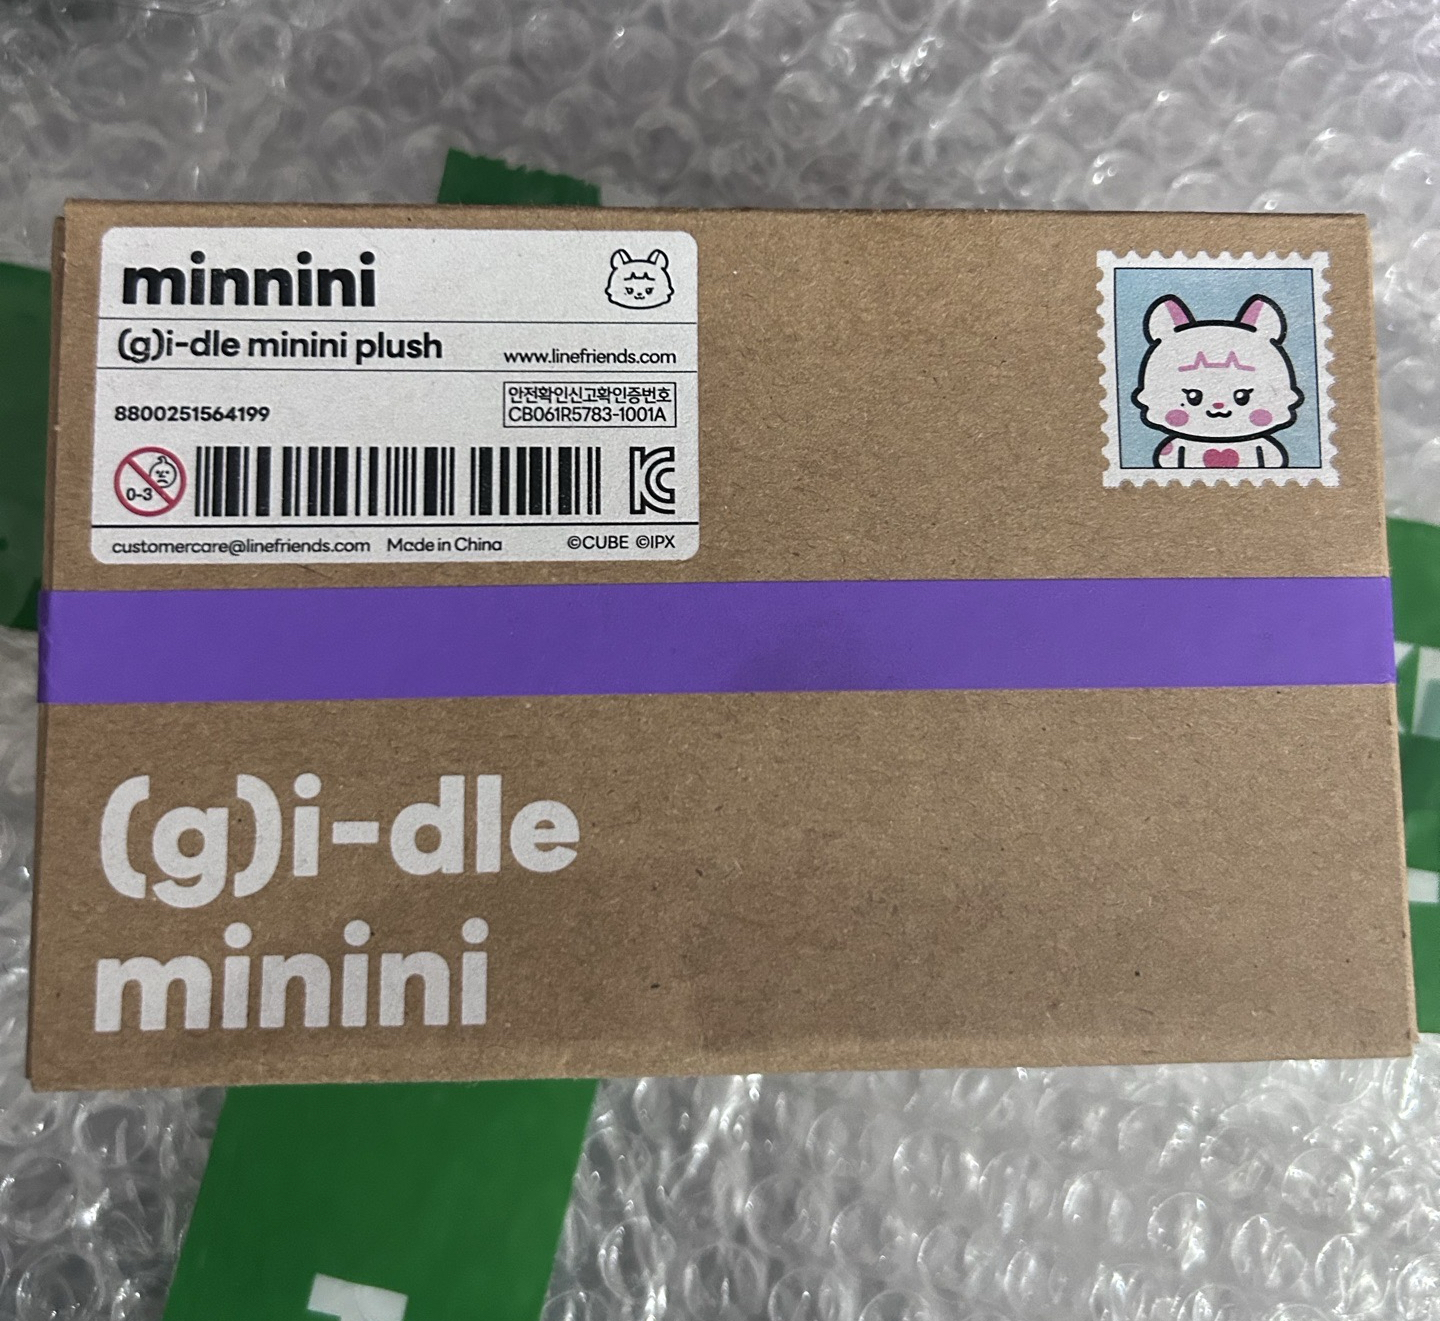 minnini
(g)i-dle minini plush
www.linefriends.com
8800251564199
안전확인신고확인증번호
CB061R5783-1001A
0-3
customercare@linefriends.com Made in China ©CUBE ©IPX
(g)i-dle
minini